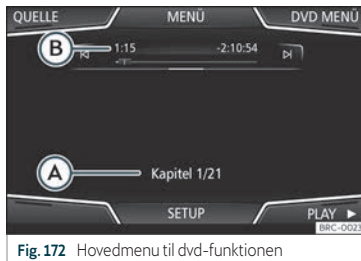 QUELLE MENÜ DVD MENÜ
B 1:15 -2:10:54
A Kapitel 1/21
SETUP PLAY
BRC-0023
Fig. 172 Hovedmenu til dvd-funktionen